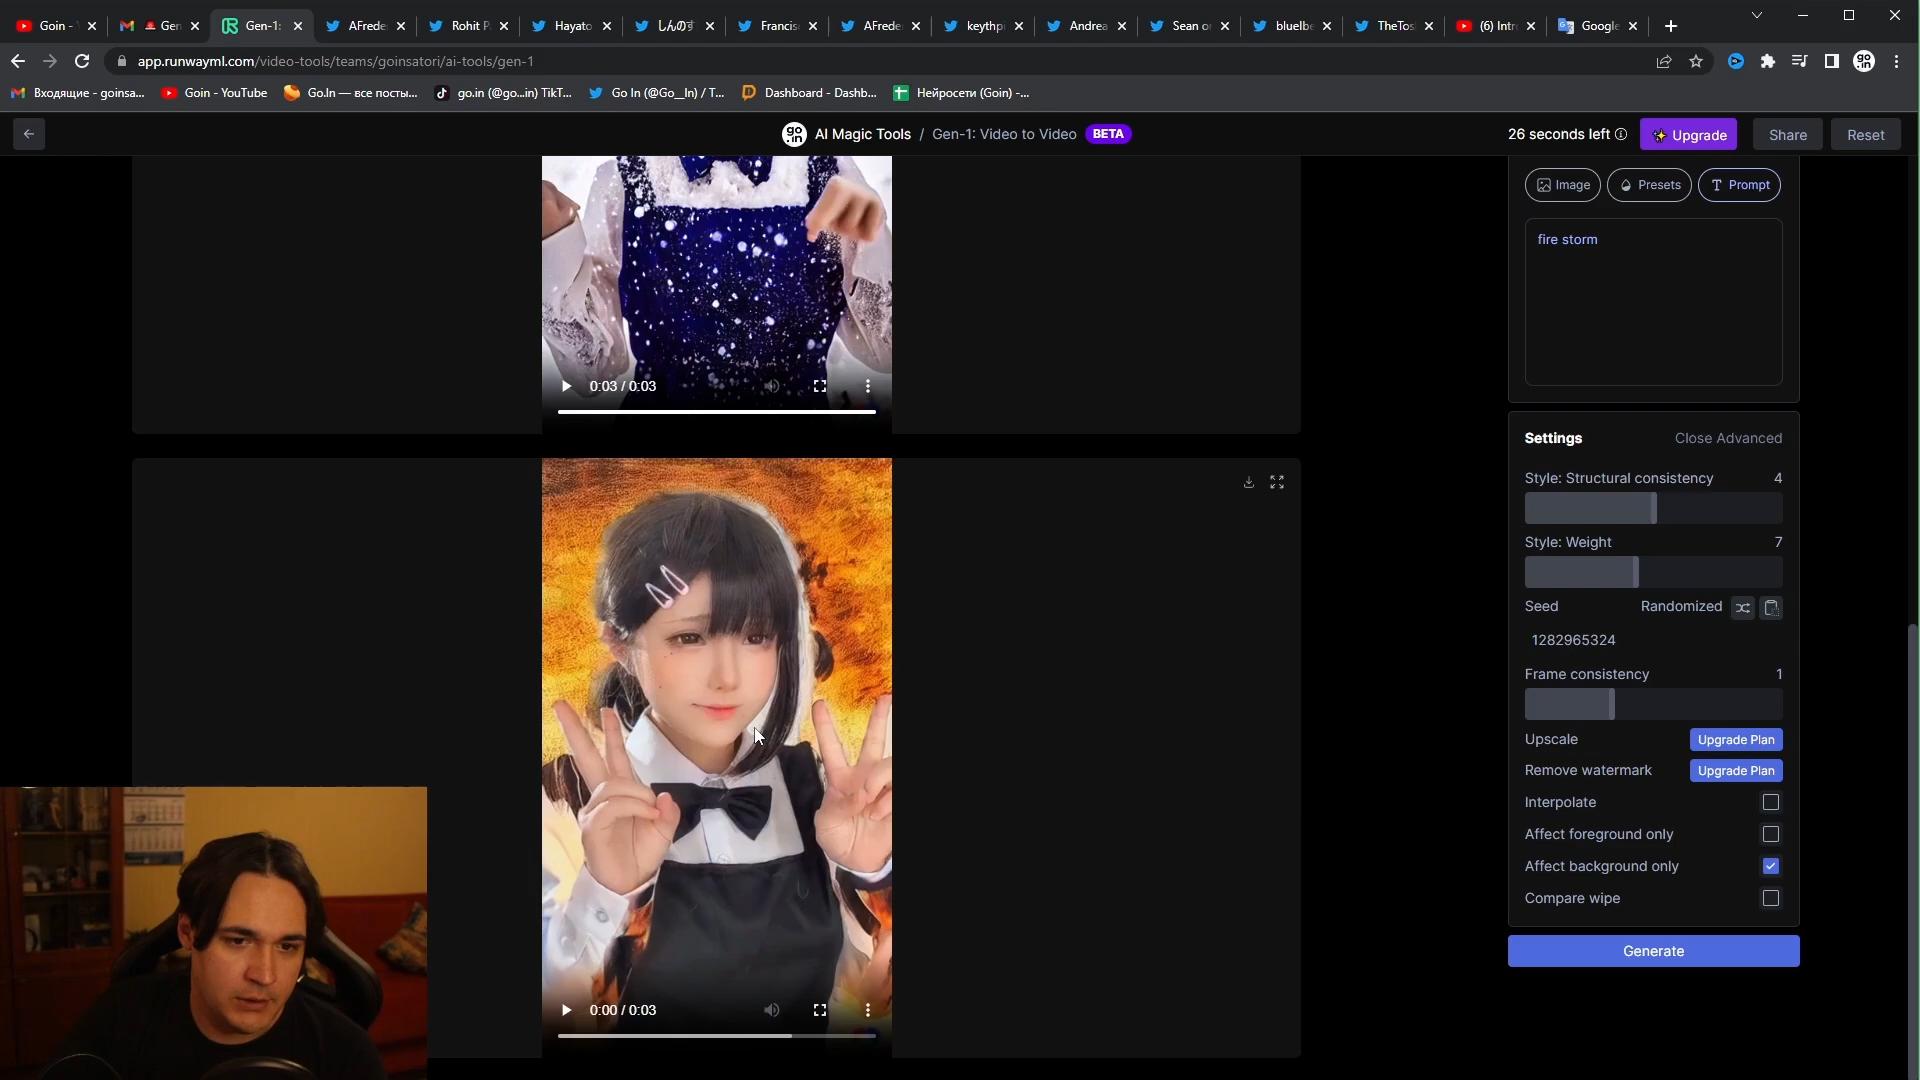 Goin -
Gen
Gen-1:
AFrede
Rohit P
Hayato
しんのす
Francis
AFrede
keythp
Andrea
Sean o
bluelbe
TheTos
(6) Intr
Google
app.runwayml.com/video-tools/teams/goinsatori/ai-tools/gen-1
go
in
Входящие - goinsa...
Goin - YouTube
Go.In — все посты...
go.in (@go...in) TikT...
Go In (@Go__In) / T...
Dashboard - Dashb...
Нейросети (Goin) -...
AI Magic Tools / Gen-1: Video to Video BETA
26 seconds left
Upgrade
Share
Reset
Image
Presets
Prompt
fire storm
0:03 / 0:03
Settings
Close Advanced
Style: Structural consistency 4
Style: Weight 7
Seed
Randomized
1282965324
Frame consistency 1
Upscale
Upgrade Plan
Remove watermark
Upgrade Plan
Interpolate
Affect foreground only
Affect background only
Compare wipe
Generate
0:00 / 0:03